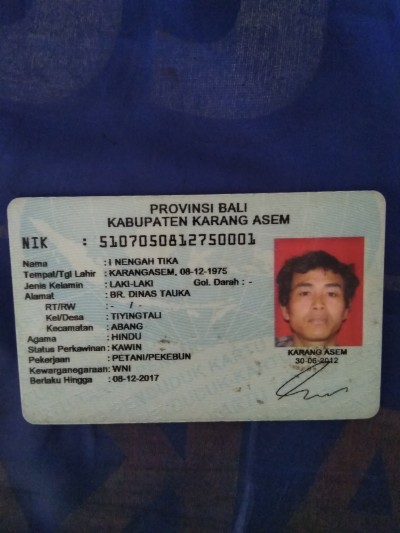 PROVINSI BALI
KABUPATEN KARANG ASEM
NIK : 5107050812750001
Nama : I NENGAH TIKA
Tempat/Tgl Lahir : KARANGASEM, 08-12-1975
Jenis Kelamin : LAKI-LAKI Gol. Darah : -
Alamat : BR. DINAS TAUKA
RT/RW : - / -
Kel/Desa : TIYINGTALI
Kecamatan : ABANG
Agama : HINDU
Status Perkawinan: KAWIN
Pekerjaan : PETANI/PEKEBUN
Kewarganegaraan: WNI
Berlaku Hingga : 08-12-2017
KARANG ASEM
30-06-2012